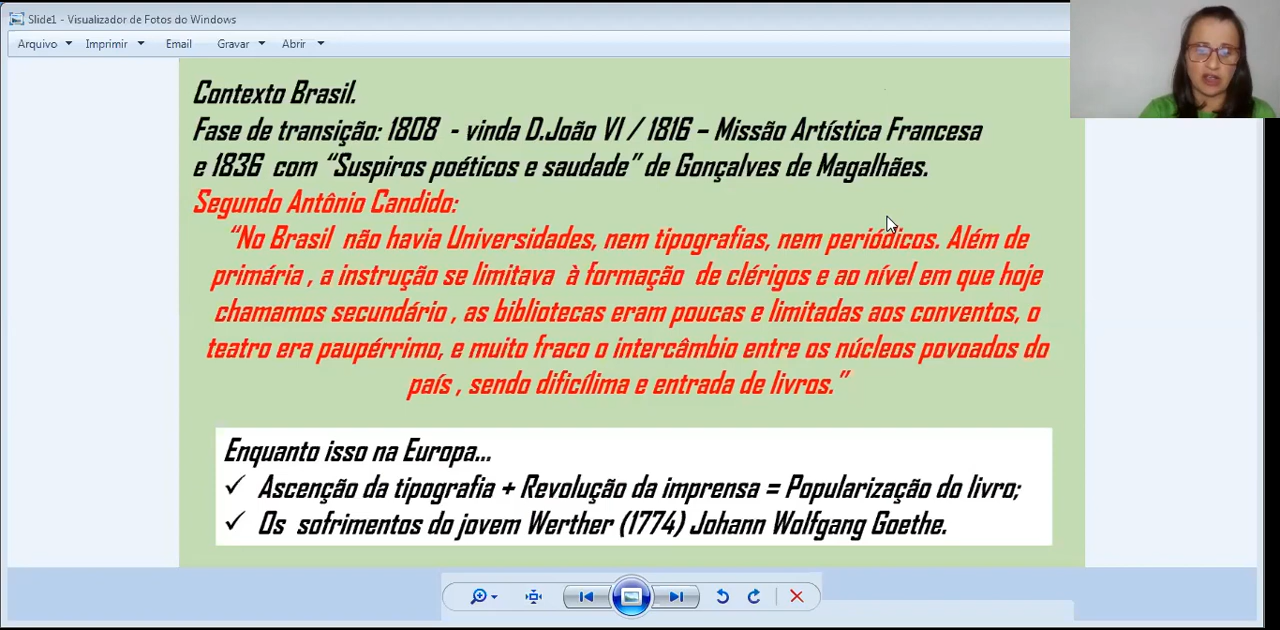 Slide1 - Visualizador de Fotos do Windows
Arquivo Imprimir Email Gravar Abrir
Contexto Brasil.
Fase de transição: 1808 - vinda D.João VI / 1816 – Missão Artística Francesa
e 1836 com “Suspiros poéticos e saudade” de Gonçalves de Magalhães.
Segundo Antônio Candido:
“No Brasil não havia Universidades, nem tipografias, nem periódicos. Além de
primária , a instrução se limitava à formação de clérigos e ao nível em que hoje
chamamos secundário , as bibliotecas eram poucas e limitadas aos conventos, o
teatro era paupérrimo, e muito fraco o intercâmbio entre os núcleos povoados do
país , sendo dificílima e entrada de livros.”
Enquanto isso na Europa...
✓ Ascenção da tipografia + Revolução da imprensa = Popularização do livro;
✓ Os sofrimentos do jovem Werther (1774) Johann Wolfgang Goethe.